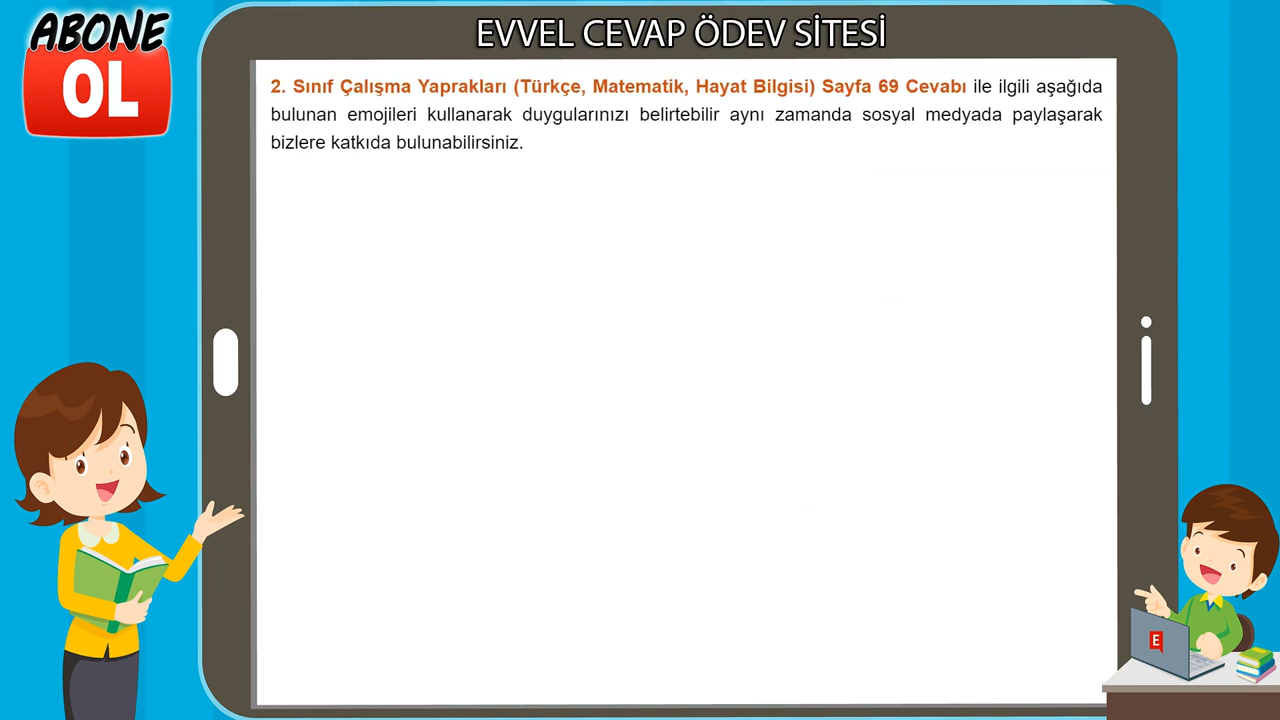 ABONE
OL
EVVEL CEVAP ÖDEV SİTESİ
2. Sınıf Çalışma Yaprakları (Türkçe, Matematik, Hayat Bilgisi) Sayfa 69 Cevabı ile ilgili aşağıda
bulunan emojileri kullanarak duygularınızı belirtebilir aynı zamanda sosyal medyada paylaşarak
bizlere katkıda bulunabilirsiniz.
E